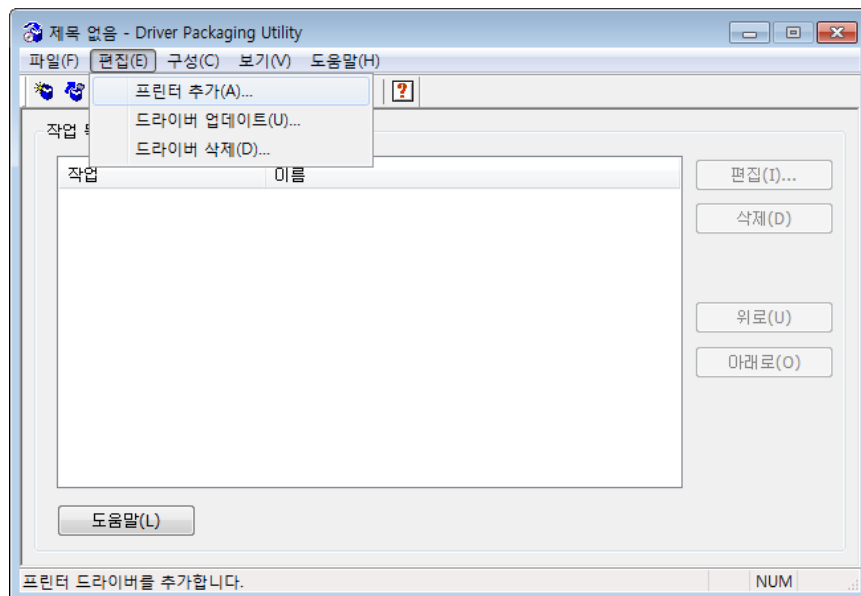 제목 없음 - Driver Packaging Utility
파일(F) 편집(E) 구성(C) 보기(V) 도움말(H)
프린터 추가(A)...
드라이버 업데이트(U)...
드라이버 삭제(D)...
작업
작업 이름
편집(I)...
삭제(D)
위로(U)
아래로(O)
도움말(L)
프린터 드라이버를 추가합니다. NUM